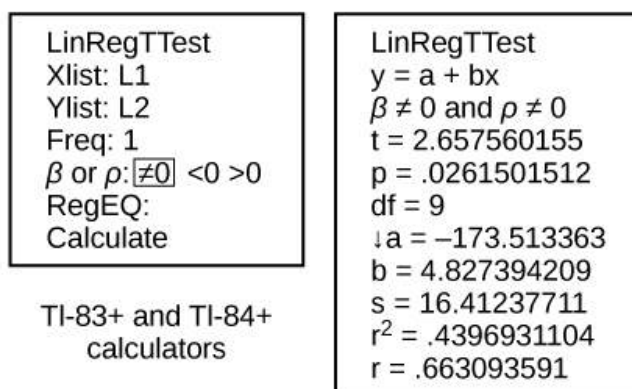 LinRegTTest
Xlist: L1
Ylist: L2
Freq: 1
β or ρ: ≠0 <0 >0
RegEQ:
Calculate
TI-83+ and TI-84+
calculators
LinRegTTest
y = a + bx
β ≠ 0 and ρ ≠ 0
t = 2.657560155
p = .0261501512
df = 9
↓a = –173.513363
b = 4.827394209
s = 16.41237711
r² = .4396931104
r = .663093591